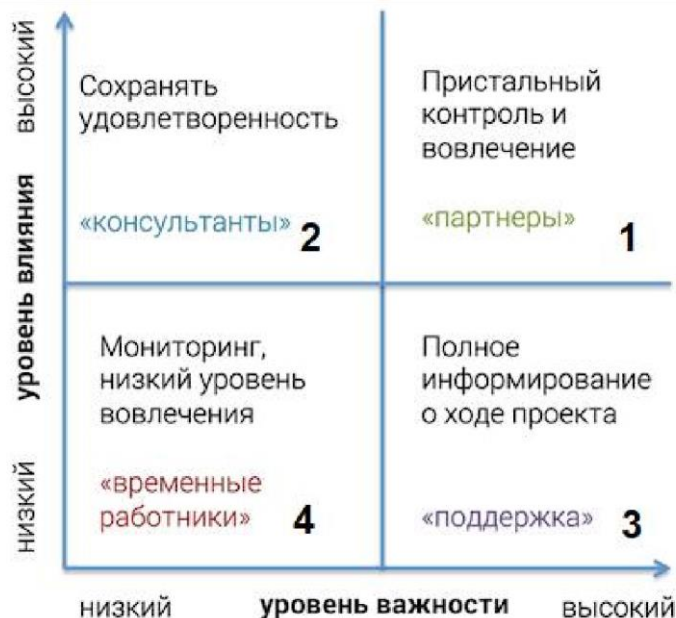 высокий
Сохранять
удовлетворенность
«консультанты» 2
Пристальный
контроль и
вовлечение
«партнеры» 1
уровень влияния
Мониторинг,
низкий уровень
вовлечения
«временные
работники» 4
Полное
информирование
о ходе проекта
«поддержка» 3
низкий
низкий уровень важности высокий